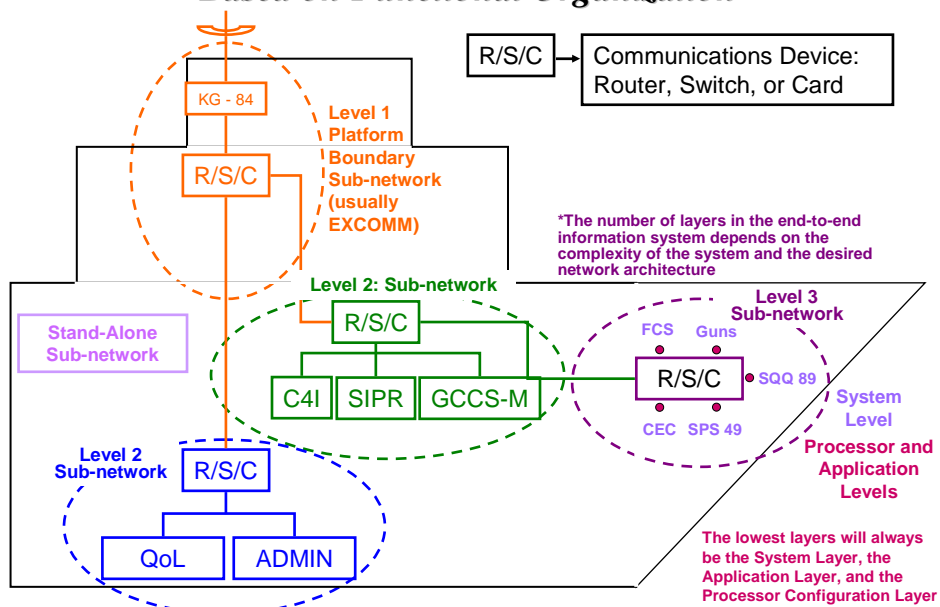 Based on Functional Organization
R/S/C
Communications Device:
Router, Switch, or Card
KG - 84
Level 1
Platform
Boundary
Sub-network
(usually
EXCOMM)
R/S/C
*The number of layers in the end-to-end
information system depends on the
complexity of the system and the desired
network architecture
Level 2: Sub-network
Level 3
Sub-network
Stand-Alone
Sub-network
R/S/C
FCS
Guns
R/S/C
SQQ 89
C4I
SIPR
GCCS-M
CEC
SPS 49
System
Level
Processor and
Application
Levels
Level 2
Sub-network
R/S/C
QoL
ADMIN
The lowest layers will always
be the System Layer, the
Application Layer, and the
Processor Configuration Layer